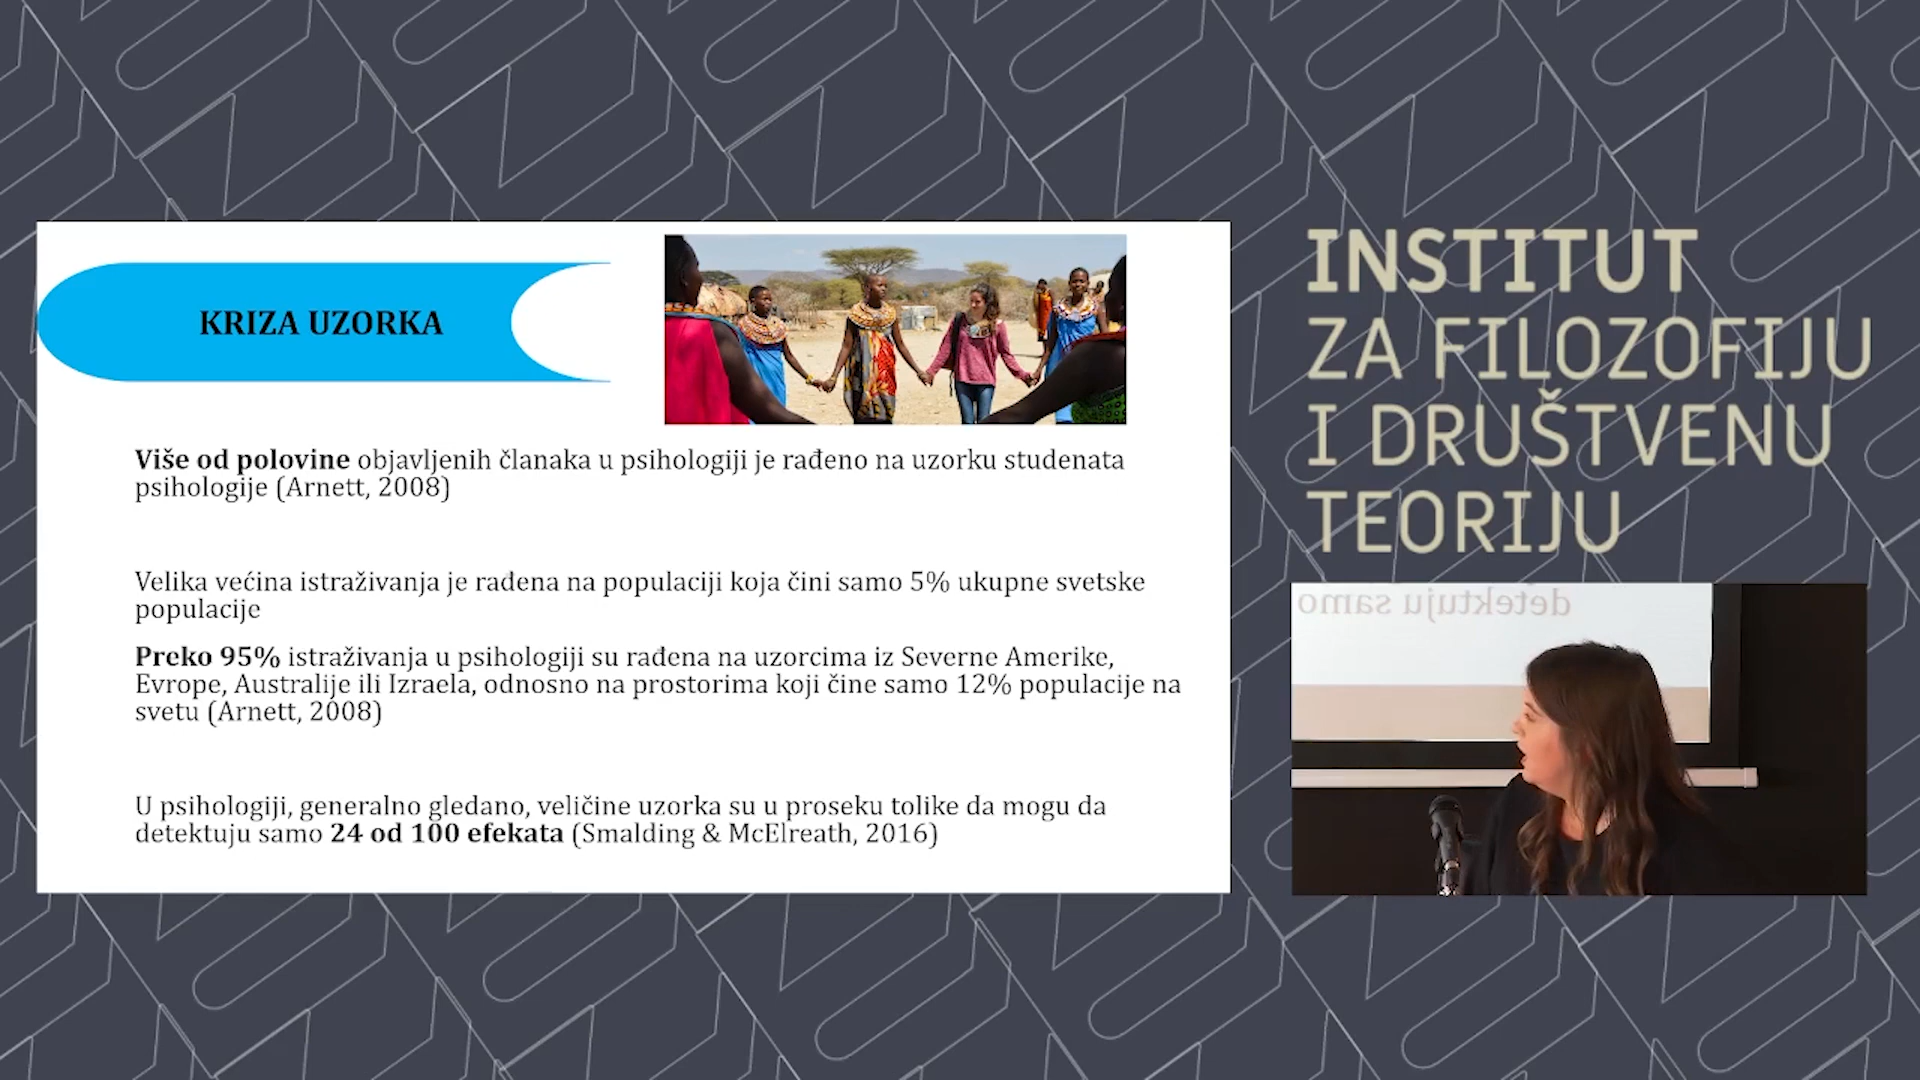 KRIZA UZORKA
Više od polovine objavljenih članaka u psihologiji je rađeno na uzorku studenata
psihologije (Arnett, 2008)
Velika većina istraživanja je rađena na populaciji koja čini samo 5% ukupne svetske
populacije
Preko 95% istraživanja u psihologiji su rađena na uzorcima iz Severne Amerike,
Evrope, Australije ili Izraela, odnosno na prostorima koji čine samo 12% populacije na
svetu (Arnett, 2008)
U psihologiji, generalno gledano, veličine uzorka su u proseku tolike da mogu da
detektuju samo 24 od 100 efekata (Smalding & McElreath, 2016)
INSTITUT
ZA FILOZOFIJU
I DRUŠTVENU
TEORIJU
detektuju samo